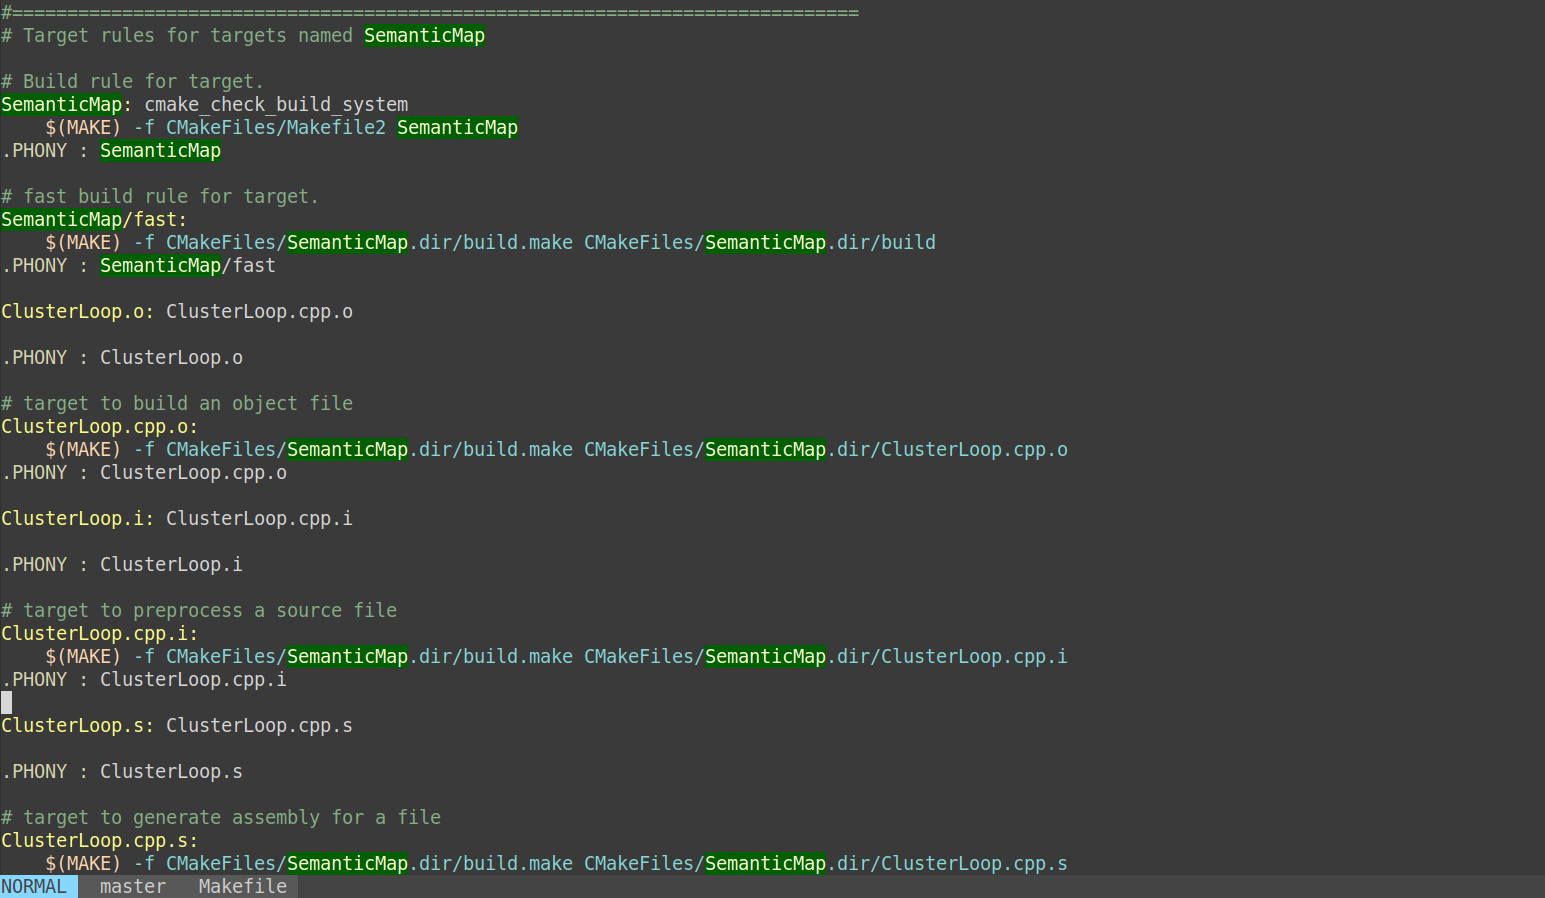 #=============================================================================
# Target rules for targets named SemanticMap
# Build rule for target.
SemanticMap: cmake_check_build_system
    $(MAKE) -f CMakeFiles/Makefile2 SemanticMap
.PHONY : SemanticMap
# fast build rule for target.
SemanticMap/fast:
    $(MAKE) -f CMakeFiles/SemanticMap.dir/build.make CMakeFiles/SemanticMap.dir/build
.PHONY : SemanticMap/fast
ClusterLoop.o: ClusterLoop.cpp.o
.PHONY : ClusterLoop.o
# target to build an object file
ClusterLoop.cpp.o:
    $(MAKE) -f CMakeFiles/SemanticMap.dir/build.make CMakeFiles/SemanticMap.dir/ClusterLoop.cpp.o
.PHONY : ClusterLoop.cpp.o
ClusterLoop.i: ClusterLoop.cpp.i
.PHONY : ClusterLoop.i
# target to preprocess a source file
ClusterLoop.cpp.i:
    $(MAKE) -f CMakeFiles/SemanticMap.dir/build.make CMakeFiles/SemanticMap.dir/ClusterLoop.cpp.i
.PHONY : ClusterLoop.cpp.i
ClusterLoop.s: ClusterLoop.cpp.s
.PHONY : ClusterLoop.s
# target to generate assembly for a file
ClusterLoop.cpp.s:
    $(MAKE) -f CMakeFiles/SemanticMap.dir/build.make CMakeFiles/SemanticMap.dir/ClusterLoop.cpp.s
NORMAL   master   Makefile